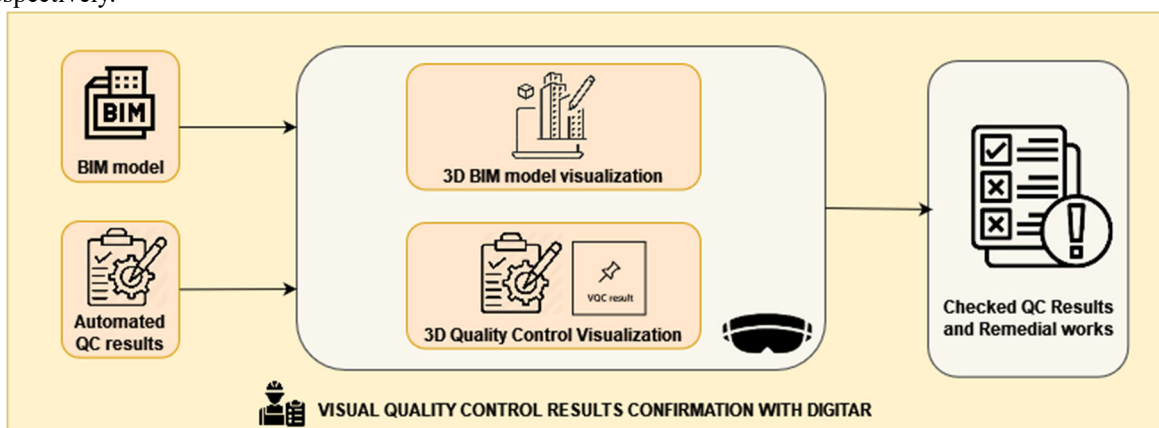 espectively.
BIM
BIM model
3D BIM model visualization
Automated
QC results
VQC result
3D Quality Control Visualization
Checked QC Results
and Remedial works
VISUAL QUALITY CONTROL RESULTS CONFIRMATION WITH DIGITAR